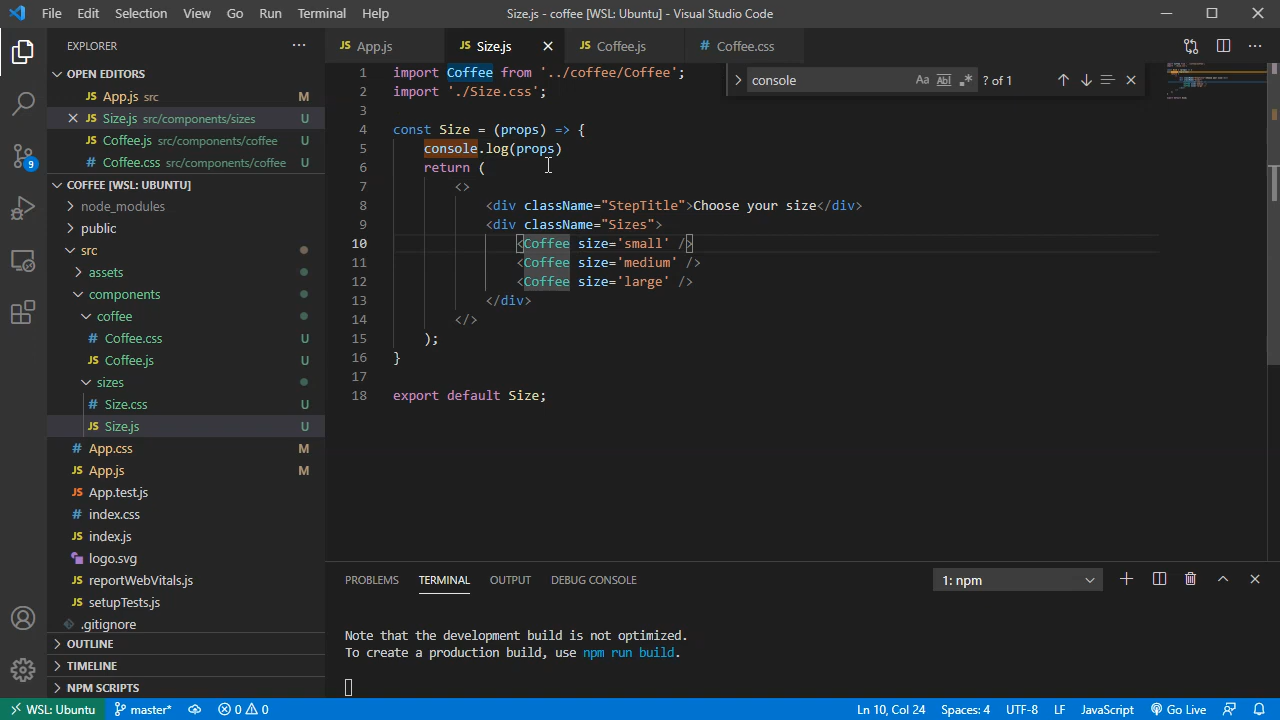 File Edit Selection View Go Run Terminal Help
Size.js - coffee [WSL: Ubuntu] - Visual Studio Code
EXPLORER
OPEN EDITORS
JS App.js src M
JS Size.js src/components/sizes U
JS Coffee.js src/components/coffee U
# Coffee.css src/components/coffee U
9
COFFEE [WSL: UBUNTU]
node_modules
public
src
assets
components
coffee
# Coffee.css U
JS Coffee.js U
sizes
# Size.css U
JS Size.js U
# App.css M
JS App.js M
JS App.test.js
# index.css
JS index.js
logo.svg
JS reportWebVitals.js
JS setupTests.js
.gitignore
OUTLINE
TIMELINE
NPM SCRIPTS
JS App.js
JS Size.js
JS Coffee.js
# Coffee.css
console Aa Abl .* ? of 1
1 import Coffee from '../coffee/Coffee';
2 import './Size.css';
3
4 const Size = (props) => {
5 console.log(props)
6 return (
7 <>
8 <div className="StepTitle">Choose your size</div>
9 <div className="Sizes">
10 <Coffee size='small' />
11 <Coffee size='medium' />
12 <Coffee size='large' />
13 </div>
14 </>
15 );
16 }
17
18 export default Size;
PROBLEMS TERMINAL OUTPUT DEBUG CONSOLE
1: npm
Note that the development build is not optimized.
To create a production build, use npm run build.
WSL: Ubuntu master* 0 0
Ln 10, Col 24 Spaces: 4 UTF-8 LF JavaScript Go Live